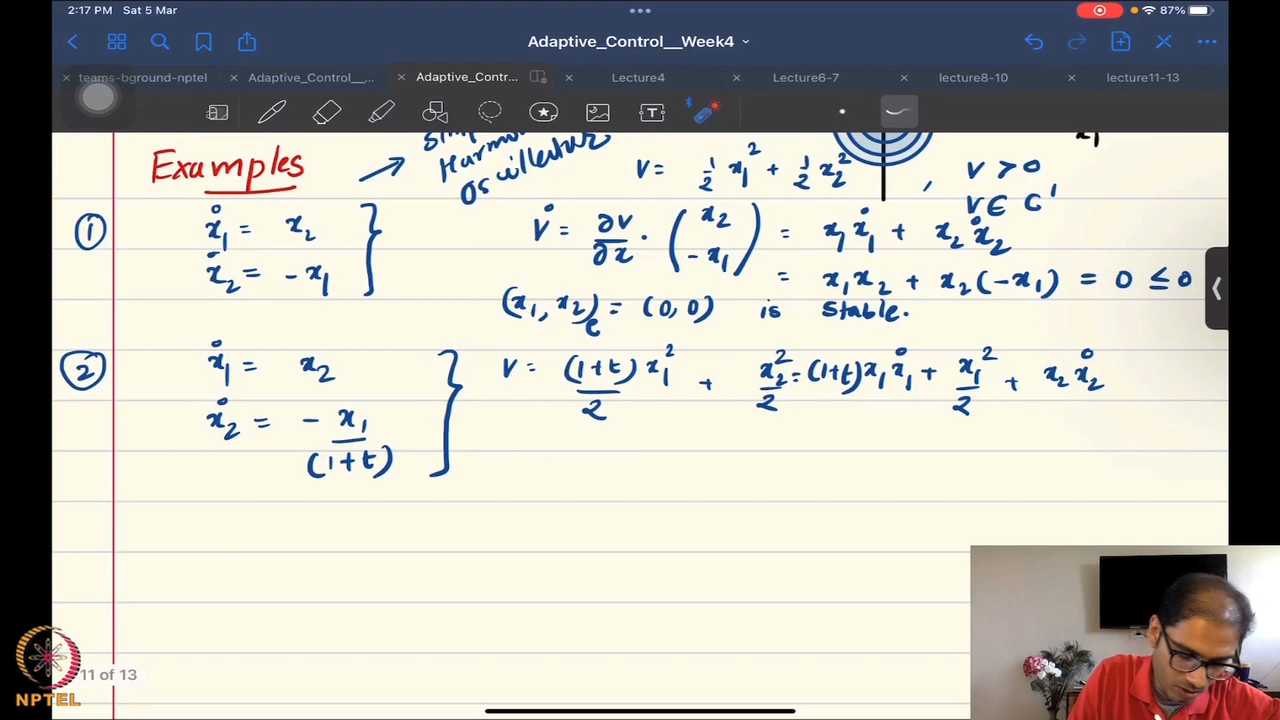 2:17 PM Sat 5 Mar
87%
Adaptive_Control__Week4
teams-bground-nptel
Adaptive_Control__...
Adaptive_Contr...
Lecture4
Lecture6-7
lecture8-10
lecture11-13
Harmo
oscillator
x₁
Examples
V = 1/2 x₁² + 1/2 x₂² , V > 0
V ∈ C¹
① ẋ₁ = x₂
ẋ₂ = -x₁
V̇ = ∂V/∂x · (x₂ -x₁) = x₁ẋ₁ + x₂ẋ₂
= x₁x₂ + x₂(-x₁) = 0 ≤ 0
(x₁, x₂)e = (0,0) is stable.
② ẋ₁ = x₂
ẋ₂ = - x₁/(1+t)
V = (1+t)x₁²/2 + x₂²/2 = (1+t)x₁ẋ₁ + x₁²/2 + x₂ẋ₂
11 of 13
NPTEL